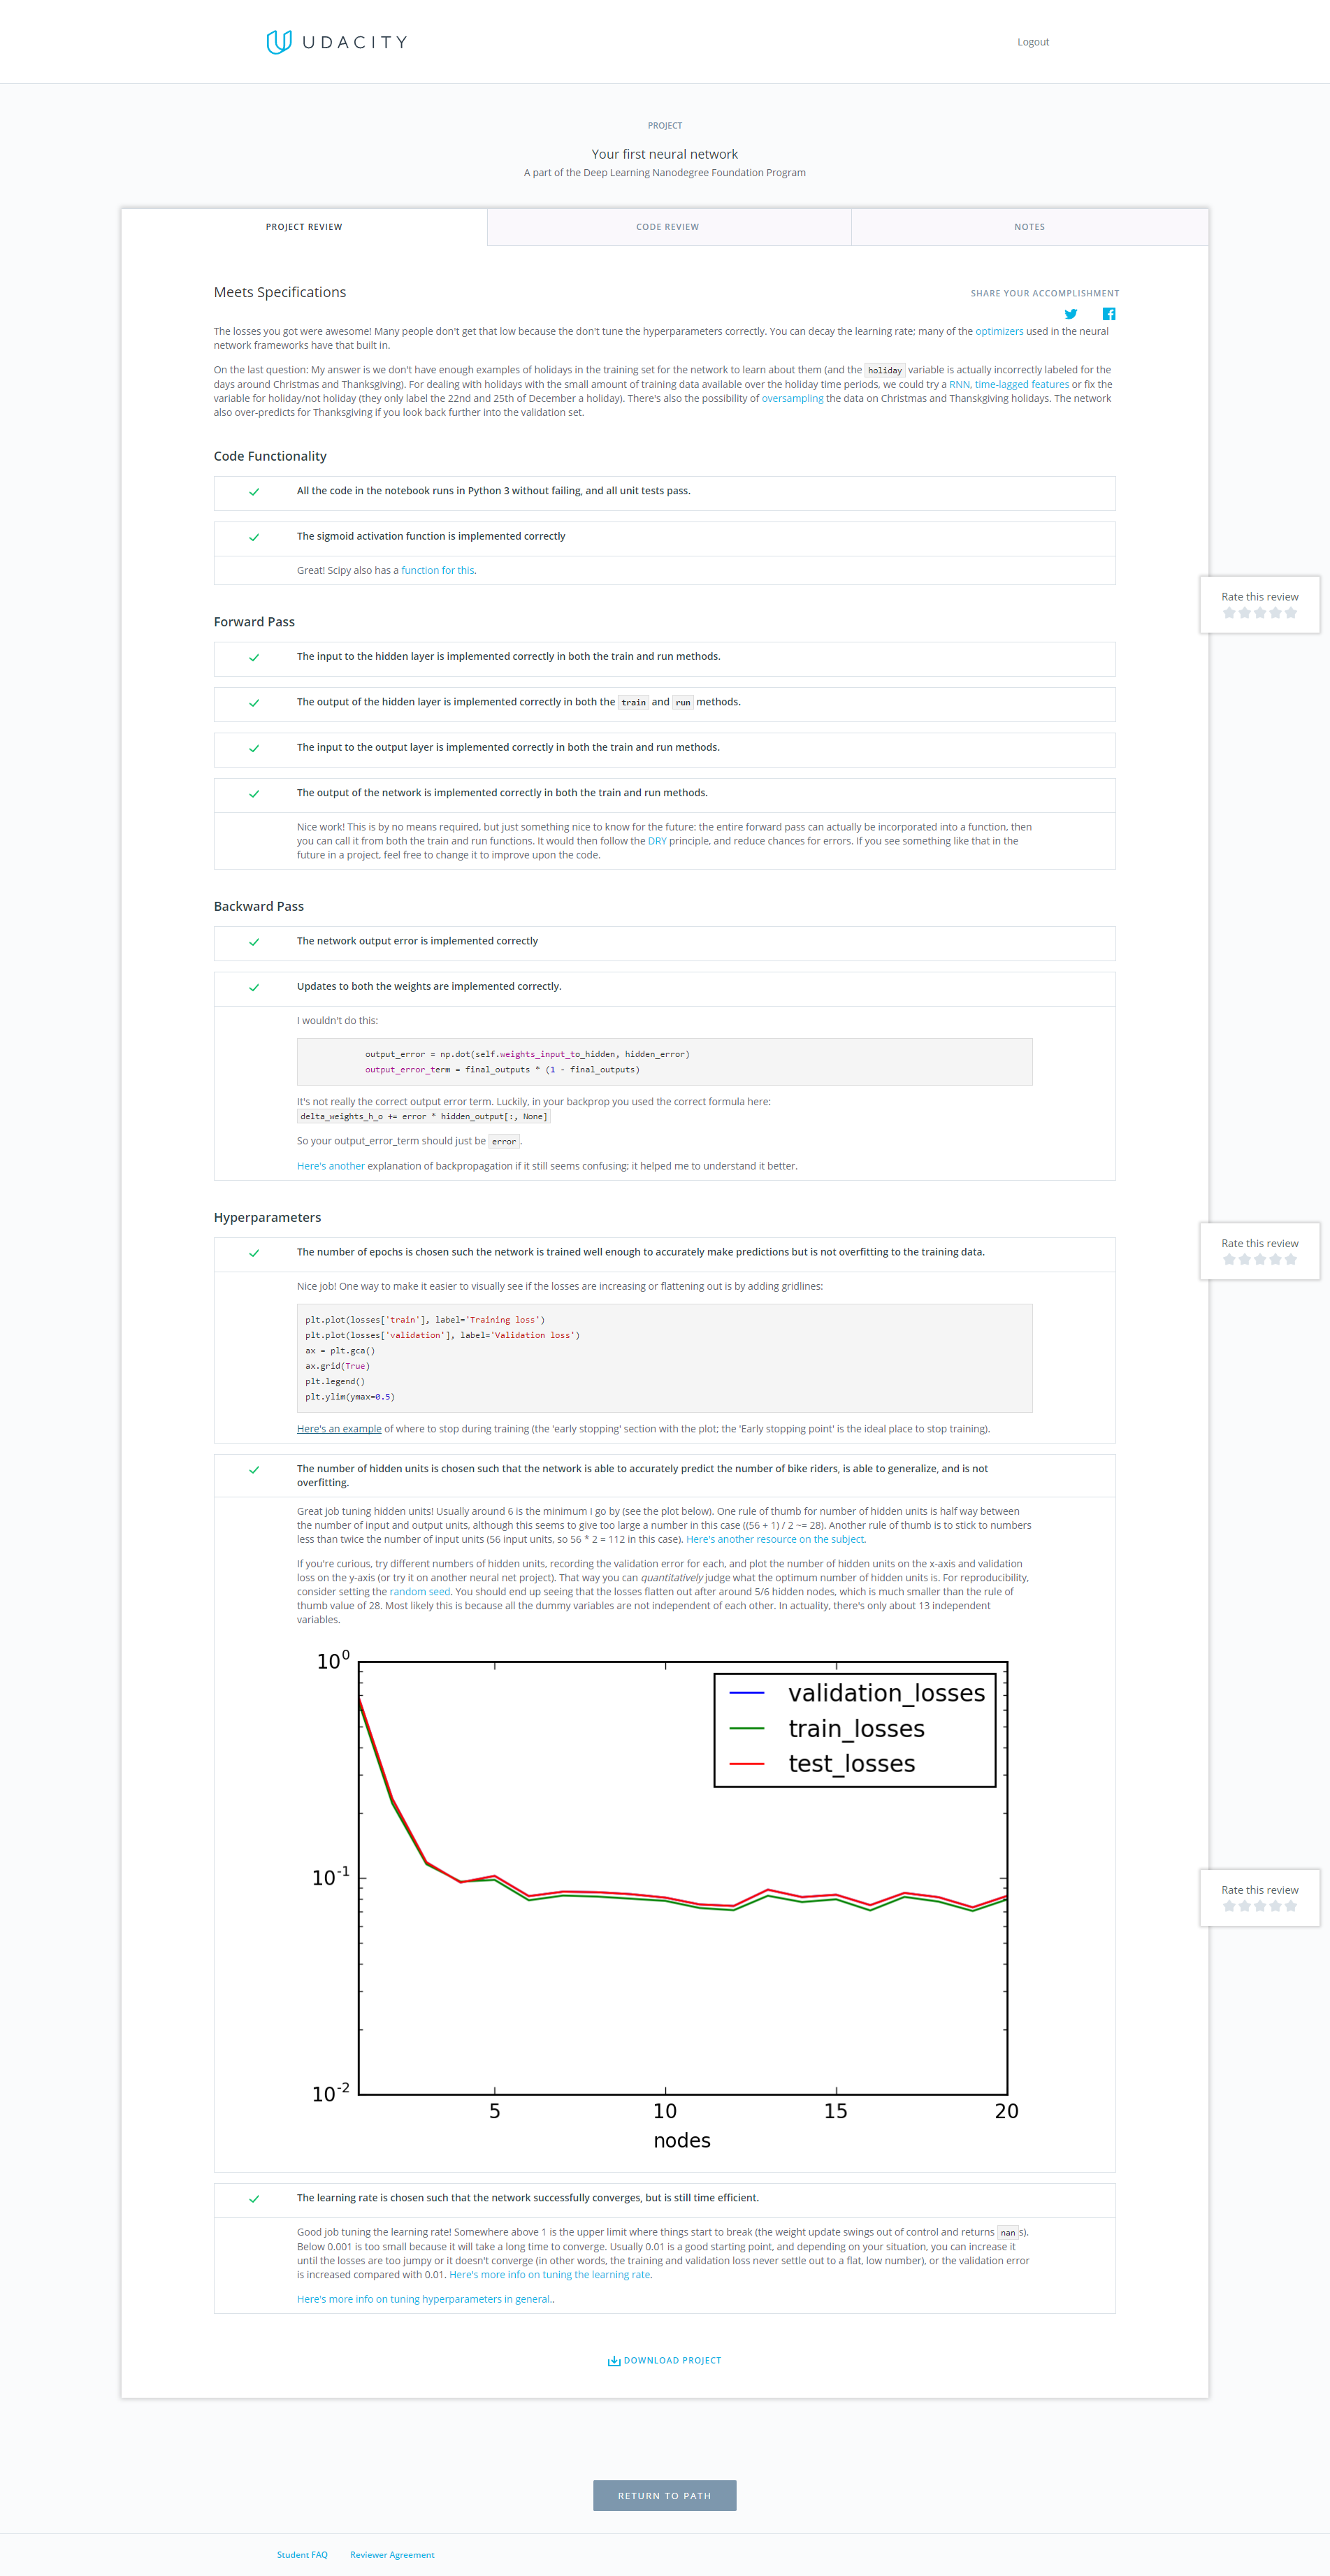 UDACITY
Logout
PROJECT
Your first neural network
A part of the Deep Learning Nanodegree Foundation Program
PROJECT REVIEW
CODE REVIEW
NOTES
Meets Specifications
SHARE YOUR ACCOMPLISHMENT
The losses you got were awesome! Many people don't get that low because the don't tune the hyperparameters correctly. You can decay the learning rate; many of the optimizers used in the neural
network frameworks have that built in.
On the last question: My answer is we don't have enough examples of holidays in the training set for the network to learn about them (and the holiday variable is actually incorrectly labeled for the
days around Christmas and Thanksgiving). For dealing with holidays with the small amount of training data available over the holiday time periods, we could try a RNN, time-lagged features or fix the
variable for holiday/not holiday (they only label the 22nd and 25th of December a holiday). There's also the possibility of oversampling the data on Christmas and Thanskgiving holidays. The network
also over-predicts for Thanksgiving if you look back further into the validation set.
Code Functionality
All the code in the notebook runs in Python 3 without failing, and all unit tests pass.
The sigmoid activation function is implemented correctly
Great! Scipy also has a function for this.
Rate this review
Forward Pass
The input to the hidden layer is implemented correctly in both the train and run methods.
The output of the hidden layer is implemented correctly in both the train and run methods.
The input to the output layer is implemented correctly in both the train and run methods.
The output of the network is implemented correctly in both the train and run methods.
Nice work! This is by no means required, but just something nice to know for the future: the entire forward pass can actually be incorporated into a function, then
you can call it from both the train and run functions. It would then follow the DRY principle, and reduce chances for errors. If you see something like that in the
future in a project, feel free to change it to improve upon the code.
Backward Pass
The network output error is implemented correctly
Updates to both the weights are implemented correctly.
I wouldn't do this:
output_error = np.dot(self.weights_input_to_hidden, hidden_error)
output_error_term = final_outputs * (1 - final_outputs)
It's not really the correct output error term. Luckily, in your backprop you used the correct formula here:
delta_weights_h_o += error * hidden_output[:, None]
So your output_error_term should just be error.
Here's another explanation of backpropagation if it still seems confusing; it helped me to understand it better.
Hyperparameters
Rate this review
The number of epochs is chosen such the network is trained well enough to accurately make predictions but is not overfitting to the training data.
Nice job! One way to make it easier to visually see if the losses are increasing or flattening out is by adding gridlines:
plt.plot(losses['train'], label='Training loss')
plt.plot(losses['validation'], label='Validation loss')
ax = plt.gca()
ax.grid(True)
plt.legend()
plt.ylim(ymax=0.5)
Here's an example of where to stop during training (the 'early stopping' section with the plot; the 'Early stopping point' is the ideal place to stop training).
The number of hidden units is chosen such that the network is able to accurately predict the number of bike riders, is able to generalize, and is not
overfitting.
Great job tuning hidden units! Usually around 6 is the minimum I go by (see the plot below). One rule of thumb for number of hidden units is half way between
the number of input and output units, although this seems to give too large a number in this case ((56 + 1) / 2 ~= 28). Another rule of thumb is to stick to numbers
less than twice the number of input units (56 input units, so 56 * 2 = 112 in this case). Here's another resource on the subject.
If you're curious, try different numbers of hidden units, recording the validation error for each, and plot the number of hidden units on the x-axis and validation
loss on the y-axis (or try it on another neural net project). That way you can quantitatively judge what the optimum number of hidden units is. For reproducibility,
consider setting the random seed. You should end up seeing that the losses flatten out after around 5/6 hidden nodes, which is much smaller than the rule of
thumb value of 28. Most likely this is because all the dummy variables are not independent of each other. In actuality, there's only about 13 independent
variables.
10^0
validation_losses
train_losses
test_losses
10^-1
Rate this review
10^-2
5
10
15
20
nodes
The learning rate is chosen such that the network successfully converges, but is still time efficient.
Good job tuning the learning rate! Somewhere above 1 is the upper limit where things start to break (the weight update swings out of control and returns nan s).
Below 0.001 is too small because it will take a long time to converge. Usually 0.01 is a good starting point, and depending on your situation, you can increase it
until the losses are too jumpy or it doesn't converge (in other words, the training and validation loss never settle out to a flat, low number), or the validation error
is increased compared with 0.01. Here's more info on tuning the learning rate.
Here's more info on tuning hyperparameters in general..
DOWNLOAD PROJECT
RETURN TO PATH
Student FAQ
Reviewer Agreement